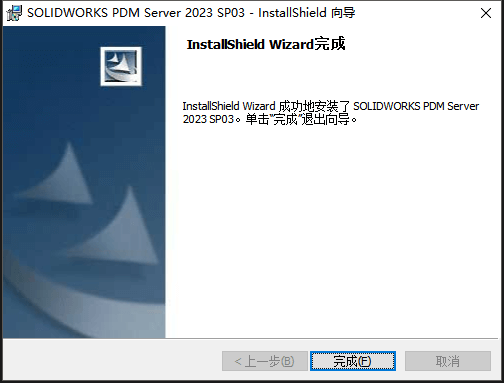 SOLIDWORKS PDM Server 2023 SP03 - InstallShield 向导
InstallShield Wizard完成
InstallShield Wizard 成功地安装了 SOLIDWORKS PDM Server
2023 SP03。单击“完成”退出向导。
< 上一步(B)
完成(F)
取消